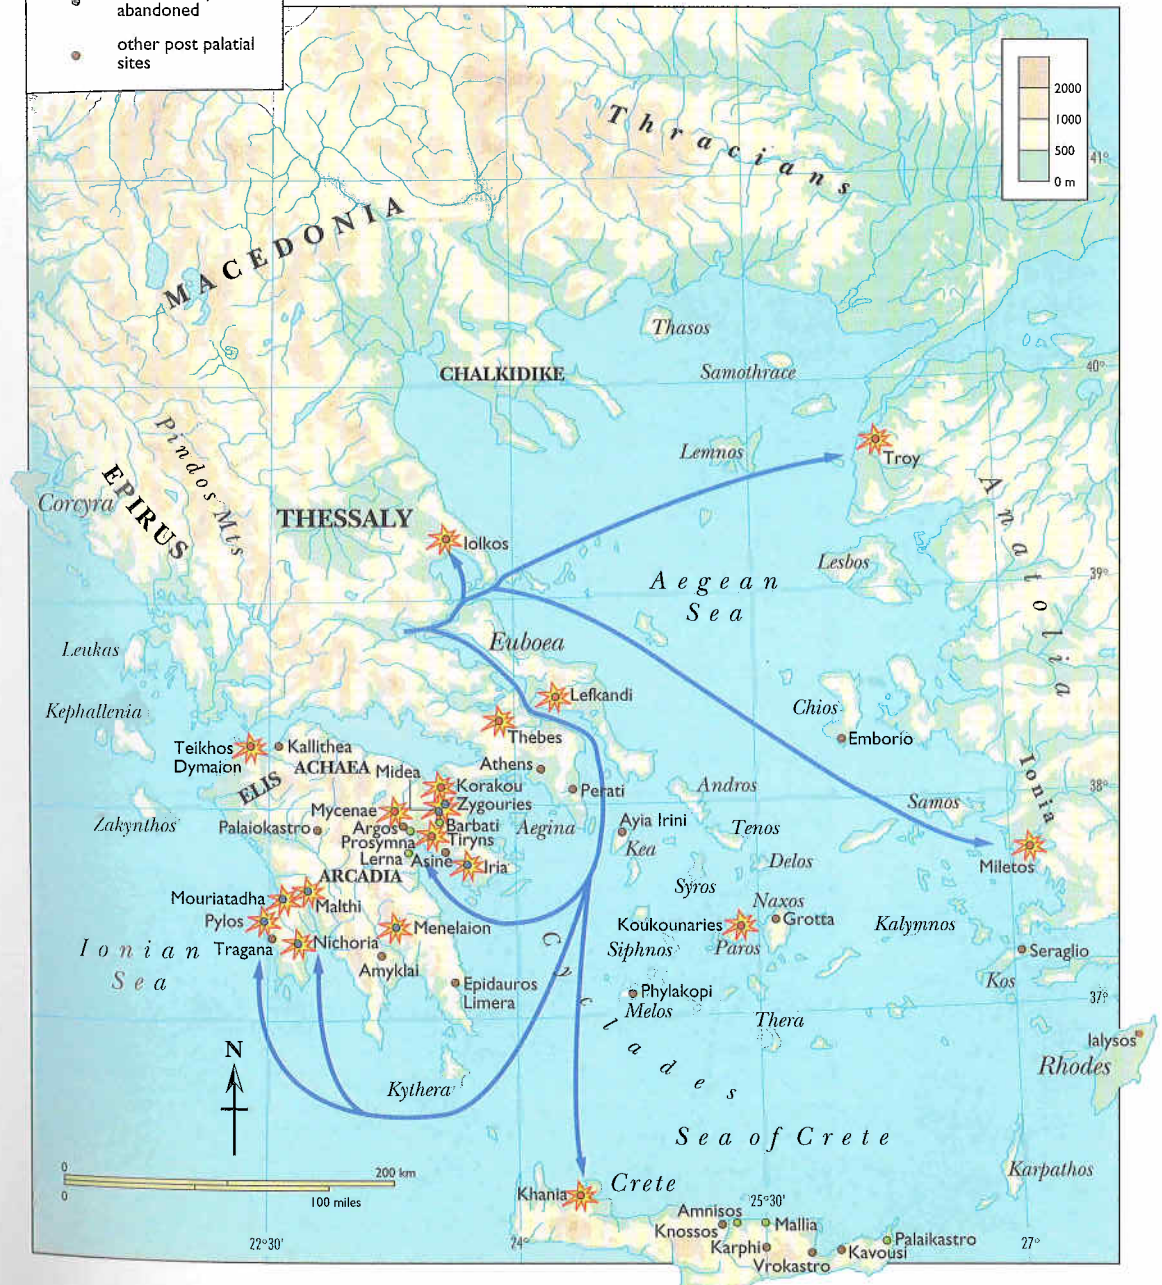 abandoned
other post palatial
sites
2000
1000
500
0 m
Thracians
41°
MACEDONIA
Thasos
40°
CHALKIDIKE
Samothrace
Pindos Mts
Lemnos
Troy
EPIRUS
Corcyra
THESSALY
Anatolia
Iolkos
Lesbos
Aegean
Sea
39°
Leukas
Euboea
Lefkandi
Kephallenia
Chios
Emborio
Thebes
Teikhos
Dymaion
Kallithea
ACHAEA
Midea
Athens
Ionia
ELIS
Korakou
Perati
Andros
38°
Mycenae
Zygouries
Samos
Zakynthos
Palaiokastro
Argos
Barbati
Aegina
Ayia Irini
Tenos
Prosymna
Tiryns
Kea
Lerna
Asine
Iria
Delos
Miletos
ARCADIA
Syros
Mouriatadha
Malthi
Naxos
Pylos
Menelaion
Koukounaries
Grotta
Kalymnos
Ionian
Sea
Tragana
Nichoria
Siphnos
Paros
Seraglio
Amyklai
Cyclades
Kos
Epidauros
Limera
Phylakopi
Melos
37°
Thera
Ialysos
N
Rhodes
Kythera
Sea of Crete
0
200 km
Karpathos
0
100 miles
Khania
Crete
25°30'
Amnisos
Knossos
Mallia
22°30'
24°
Karphi
Vrokastro
Kavousi
Palaikastro
27°